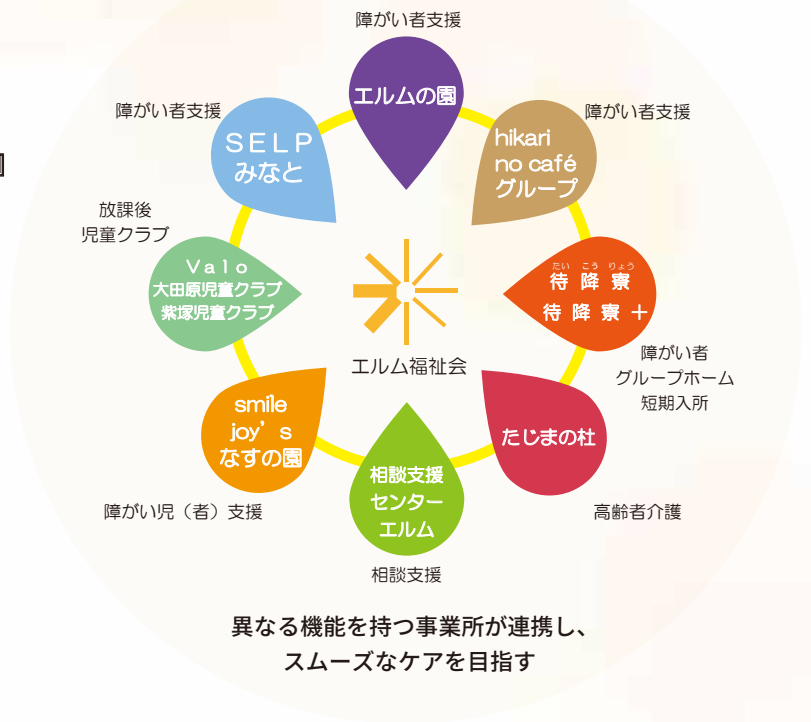 障がい者支援
エルムの園
障がい者支援
hikari
no café
グループ
たい こう りょう
待 降 寮
待 降 寮 ＋
障がい者
グループホーム
短期入所
たじまの杜
高齢者介護
相談支援
センター
エルム
相談支援
smile
joy’s
なすの園
障がい児（者）支援
放課後
児童クラブ
Ｖａｌｏ
大田原児童クラブ
紫塚児童クラブ
障がい者支援
ＳＥＬＰ
みなと
エルム福祉会
異なる機能を持つ事業所が連携し、
スムーズなケアを目指す